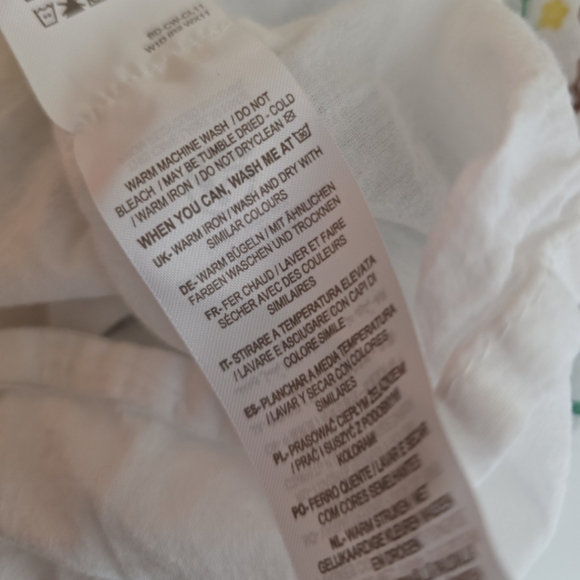 BD-CW-CL11
WARM MACHINE WASH / DO NOT
BLEACH / MAY BE TUMBLE DRIED - COLD
/ WARM IRON / DO NOT DRYCLEAN
WHEN YOU CAN, WASH ME AT 30
UK- WARM IRON / WASH AND DRY WITH
SIMILAR COLOURS
DE- WARM BÜGELN / MIT ÄHNLICHEN
FARBEN WASCHEN UND TROCKNEN
FR- FER CHAUD / LAVER ET FAIRE
SÉCHER AVEC DES COULEURS
SIMILAIRES
IT- STIRARE A TEMPERATURA ELEVATA
/ LAVARE E ASCIUGARE CON CAPI DI
COLORE SIMILE
ES- PLANCHAR A MEDIA TEMPERATURA
/ LAVAR Y SECAR CON COLORES
SIMILARES
PL- PRASOWAĆ CIEPŁYM ŻELAZKIEM
/ PRAĆ I SUSZYĆ Z PODOBNYMI
KOLORAMI
PO- FERRO QUENTE / LAVAR E SECAR
COM CORES SEMELHANTES
NL- WARM STRIJKEN. MET
GELIJKAARDIGE KLEUREN WASSEN
EN DROGEN